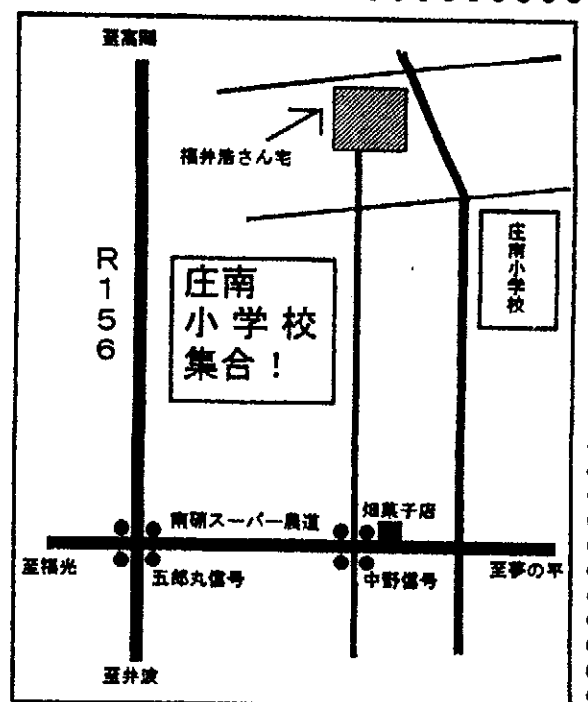 至高岡
福井浩さん宅
R156
庄南
小学校
集合！
庄南小学校
南砺スーパー農道
畑菓子店
至福光
五郎丸信号
中野信号
至夢の平
至井波